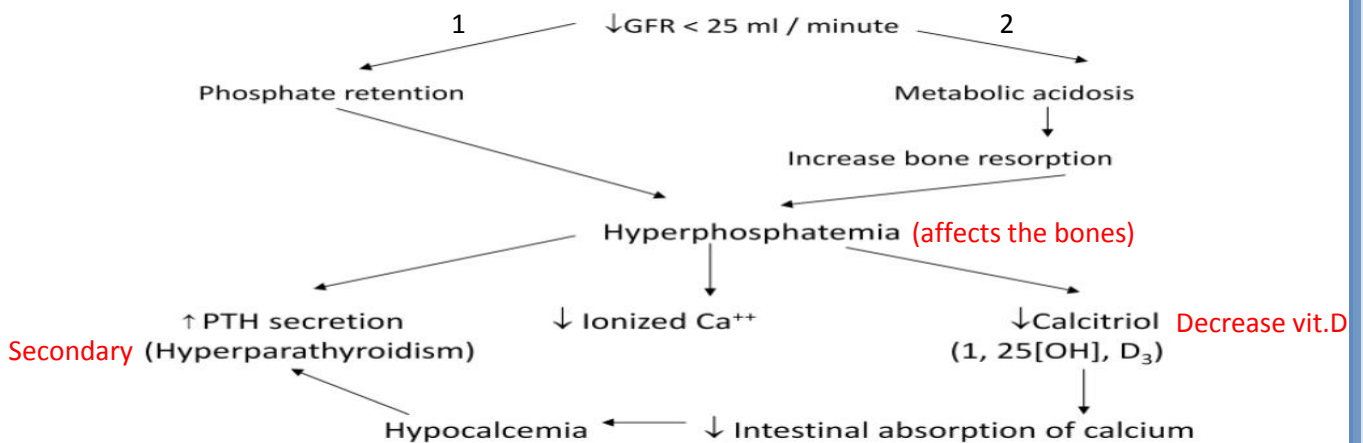 1 ↓GFR < 25 ml / minute 2
Phosphate retention Metabolic acidosis
Increase bone resorption
Hyperphosphatemia (affects the bones)
↑ PTH secretion ↓ Ionized Ca⁺⁺ ↓Calcitriol Decrease vit.D
Secondary (Hyperparathyroidism) (1, 25[OH], D₃)
Hypocalcemia ↓ Intestinal absorption of calcium